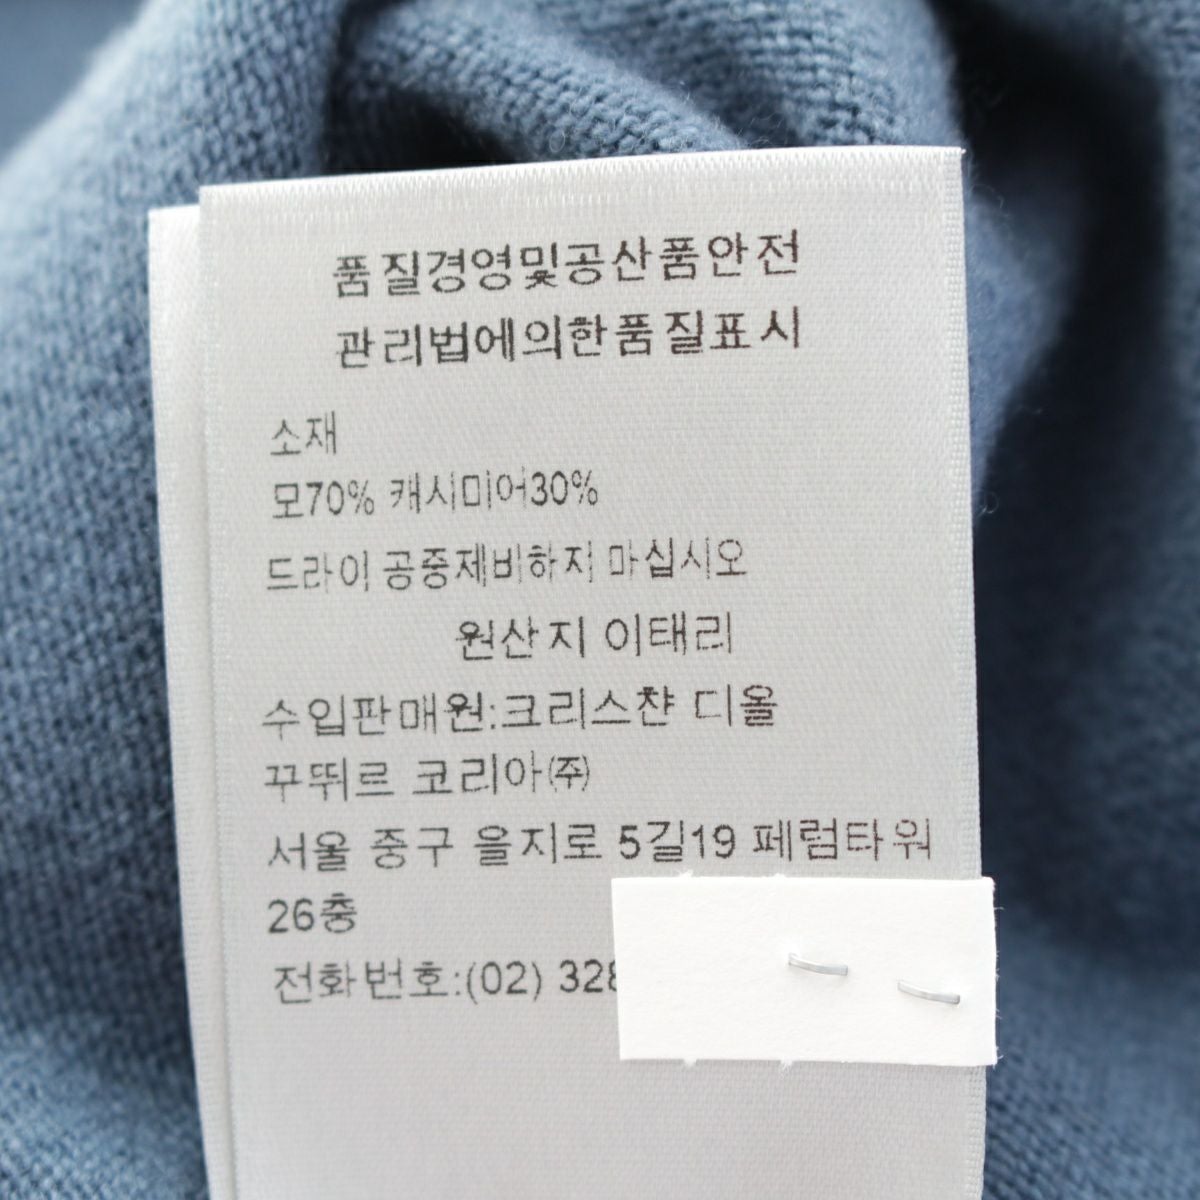 품질경영및공산품안전
관리법에의한품질표시
소재
모70% 캐시미어30%
드라이 공중제비하지 마십시오
원산지 이태리
수입판매원:크리스챤 디올
꾸뛰르 코리아㈜
서울 중구 을지로 5길19 페럼타워
26층
전화번호:(02) 328